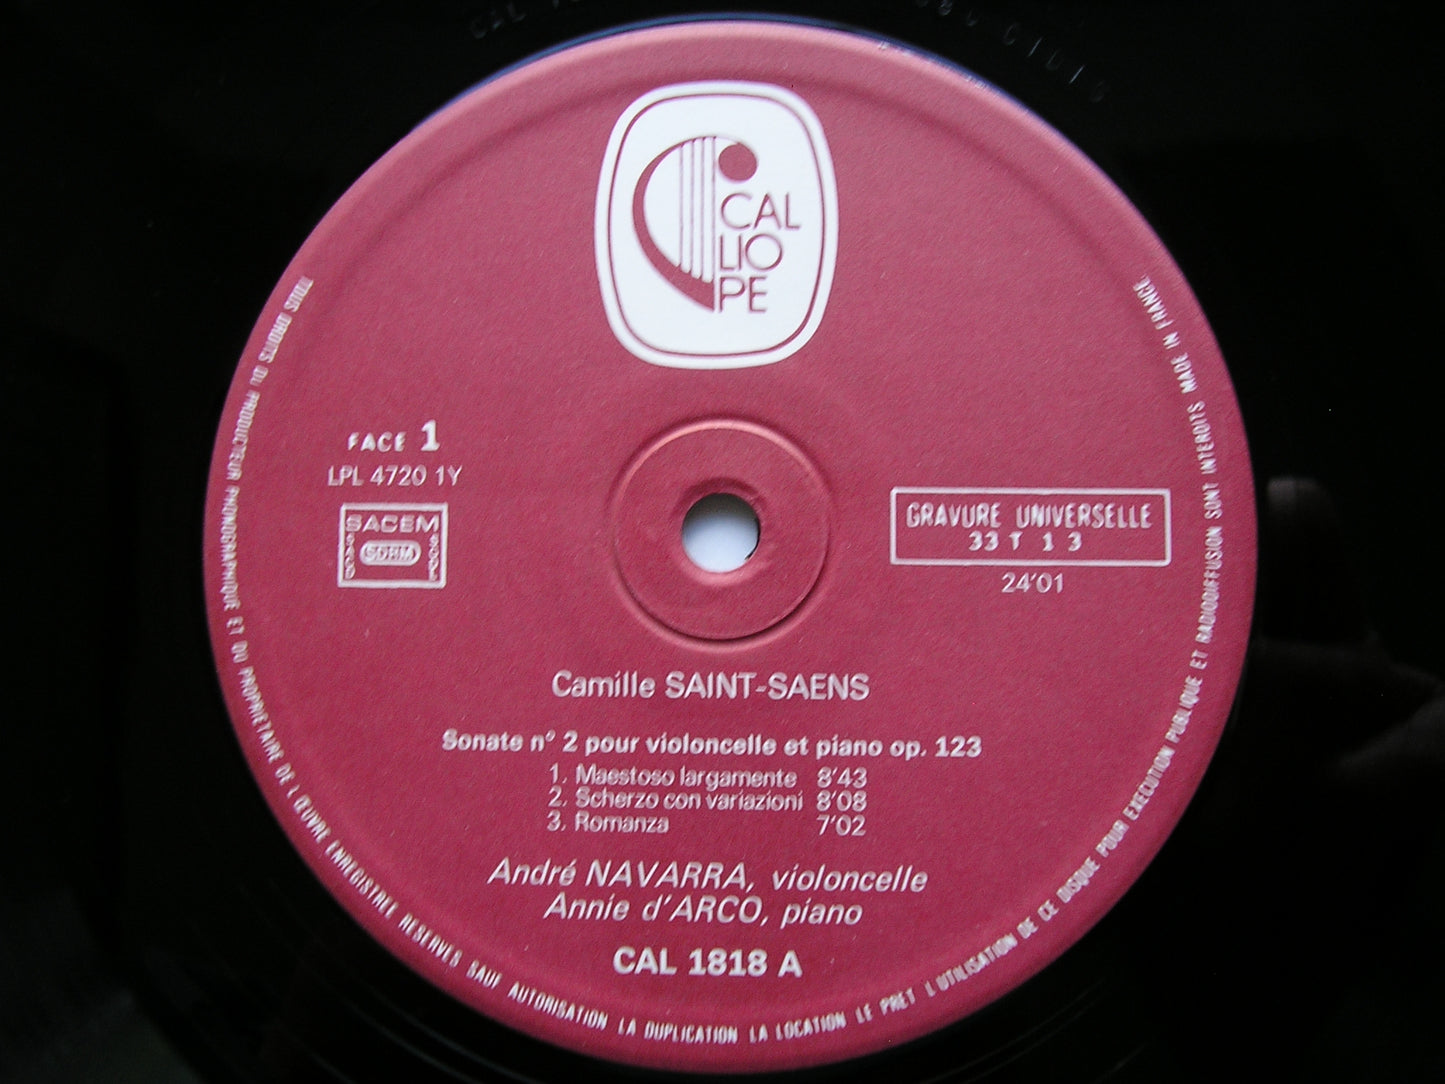 CAL
LIO
PE
FACE 1
LPL 4720 1Y
SACEM
SACD
SDRM
SGDL
GRAVURE UNIVERSELLE
33 T 1 3
24'01
Camille SAINT-SAENS
Sonate n° 2 pour violoncelle et piano op. 123
1. Maestoso largamente 8'43
2. Scherzo con variazioni 8'08
3. Romanza 7'02
André NAVARRA, violoncelle
Annie d'ARCO, piano
CAL 1818 A
TOUS DROITS DU PRODUCTEUR PHONOGRAPHIQUE ET DU PROPRIETAIRE DE L'ŒUVRE ENREGISTREE RESERVES SAUF AUTORISATION LA DUPLICATION LA LOCATION LE PRET L'UTILISATION DE CE DISQUE POUR EXECUTION PUBLIQUE ET RADIODIFFUSION SONT INTERDITS MADE IN FRANCE